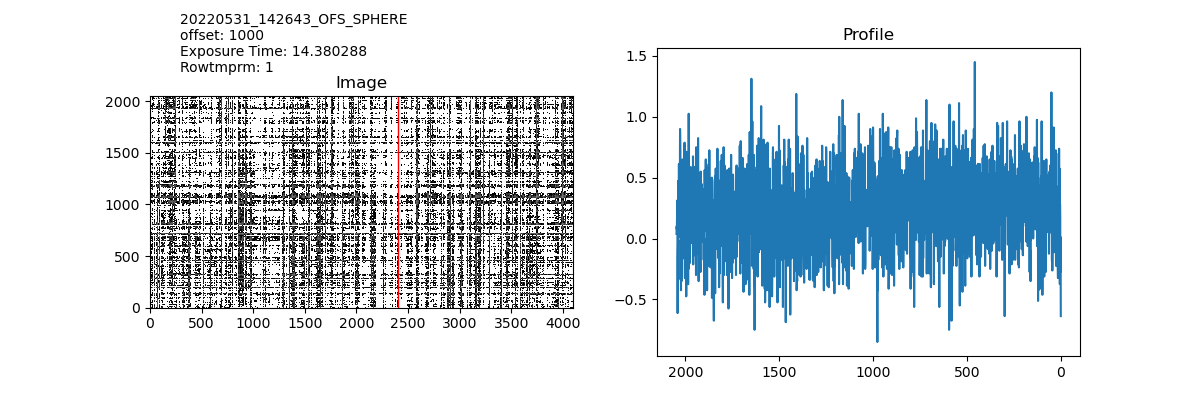 20220531_142643_OFS_SPHERE
offset: 1000
Exposure Time: 14.380288
Rowtmprm: 1
Image
2000
1500
1000
500
0
0 500 1000 1500 2000 2500 3000 3500 4000
Profile
1.5
1.0
0.5
0.0
−0.5
2000 1500 1000 500 0